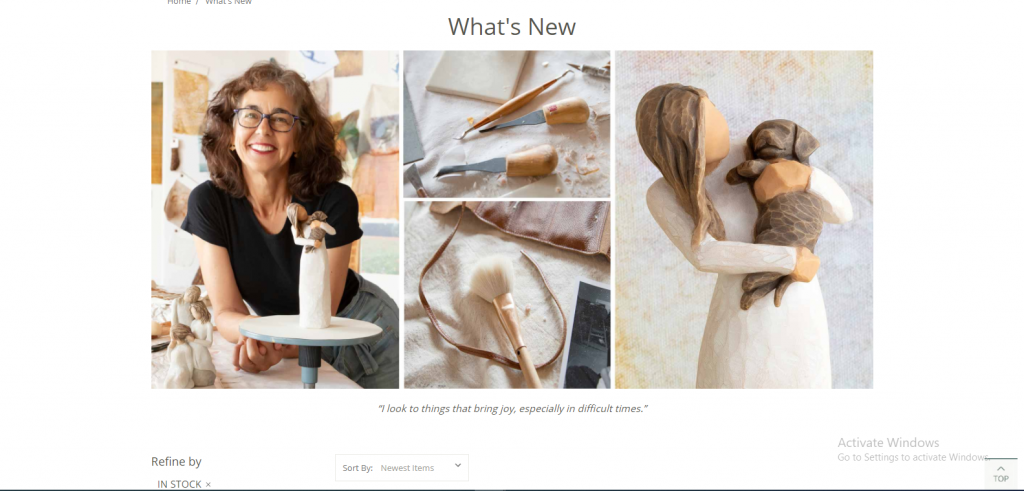 Home / What's New
What's New
“I look to things that bring joy, especially in difficult times.”
Refine by
Sort By: Newest Items
IN STOCK ×
Activate Windows
Go to Settings to activate Windows.
TOP